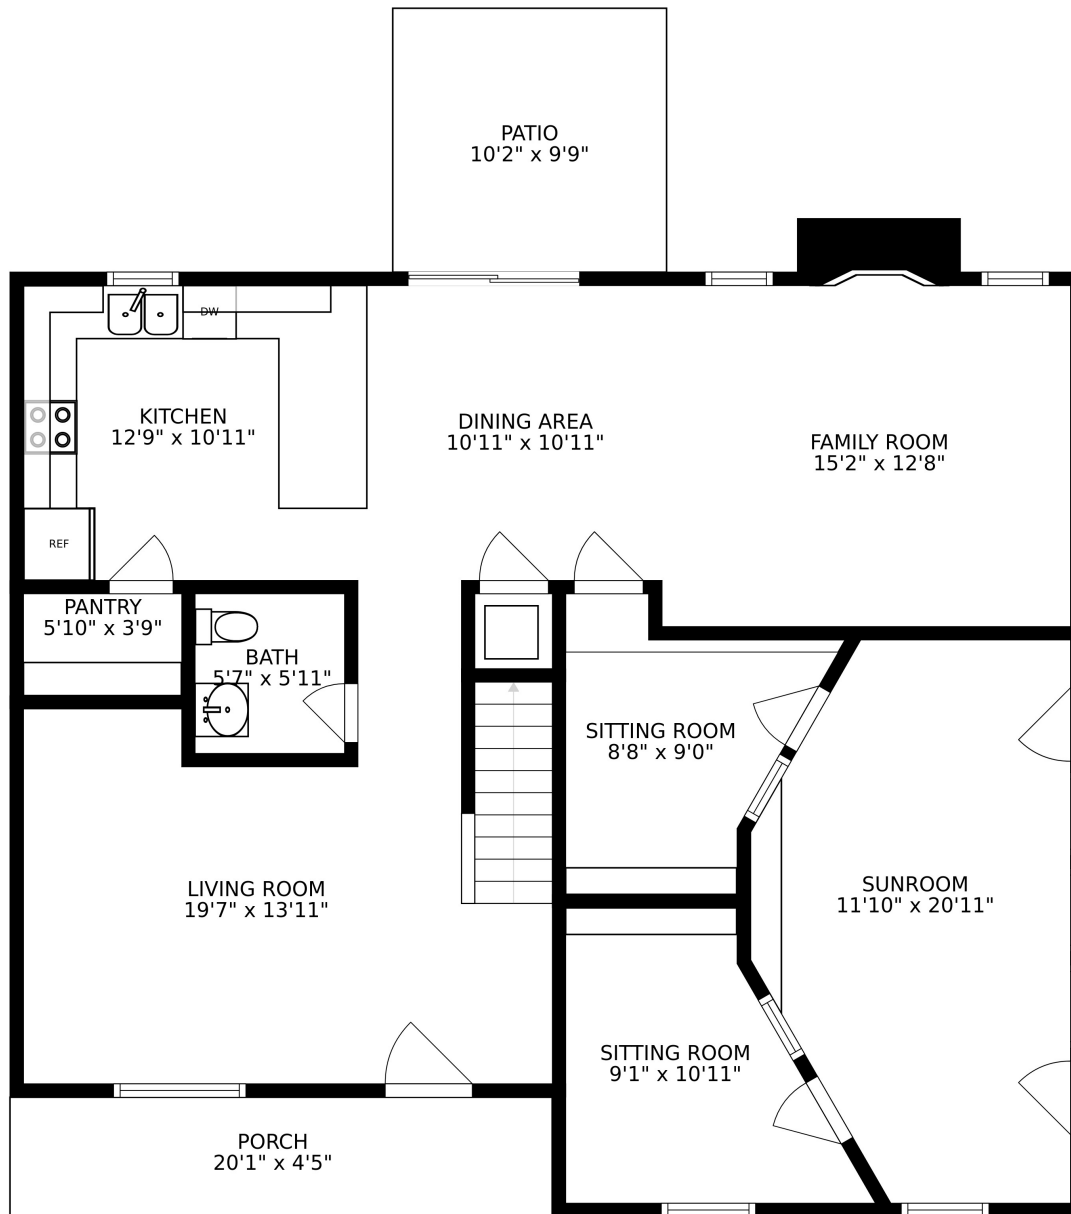 PATIO
10'2" x 9'9"
DW
KITCHEN
12'9" x 10'11"
DINING AREA
10'11" x 10'11"
FAMILY ROOM
15'2" x 12'8"
REF
PANTRY
5'10" x 3'9"
BATH
5'7" x 5'11"
SITTING ROOM
8'8" x 9'0"
LIVING ROOM
19'7" x 13'11"
SUNROOM
11'10" x 20'11"
SITTING ROOM
9'1" x 10'11"
PORCH
20'1" x 4'5"